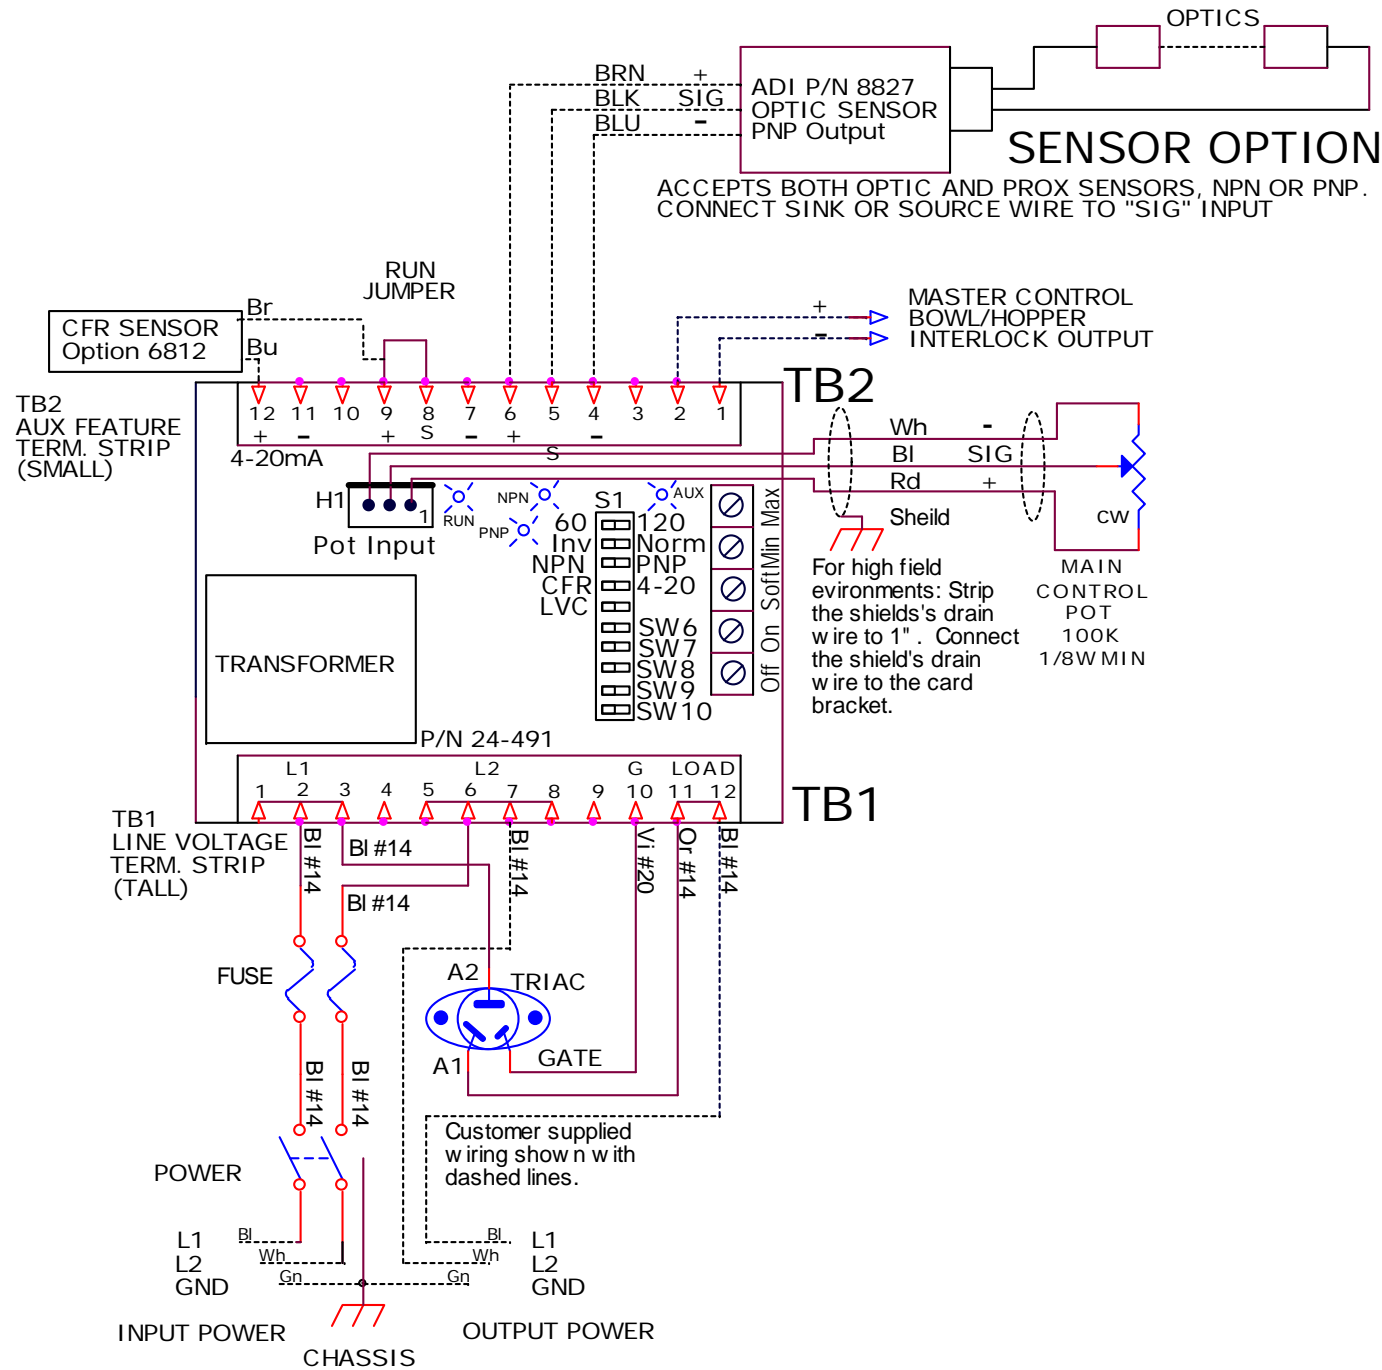 OPTICS
BRN +
BLK SIG
BLU -
ADI P/N 8827
OPTIC SENSOR
PNP Output
SENSOR OPTION
ACCEPTS BOTH OPTIC AND PROX SENSORS, NPN OR PNP.
CONNECT SINK OR SOURCE WIRE TO "SIG" INPUT
RUN
JUMPER
CFR SENSOR
Option 6812
Br
Bu
+
-
MASTER CONTROL
BOWL/HOPPER
INTERLOCK OUTPUT
TB2
TB2
AUX FEATURE
TERM. STRIP
(SMALL)
12 11 10 9 8 7 6 5 4 3 2 1
+ - + S - + S -
4-20mA
H1
1
Pot Input
RUN
NPN
PNP
AUX
S1
60 120
Inv Norm
NPN PNP
CFR 4-20
LVC
SW6
SW7
SW8
SW9
SW10
Off On Soft Min Max
Wh -
Bl SIG
Rd +
Sheild
CW
MAIN
CONTROL
POT
100K
1/8W MIN
For high field
evironments: Strip
the shields's drain
wire to 1". Connect
the shield's drain
wire to the card
bracket.
TRANSFORMER
P/N 24-491
L1 L2 G LOAD
1 2 3 4 5 6 7 8 9 10 11 12
TB1
TB1
LINE VOLTAGE
TERM. STRIP
(TALL)
Bl #14
Bl #14
Bl #14
Bl #14
Vi #20
Or #14
Bl #14
FUSE
A2
TRIAC
A1
GATE
Bl #14
Bl #14
Customer supplied
wiring shown with
dashed lines.
POWER
L1 Bl
L2 Wh
GND Gn
Bl L1
Wh L2
Gn GND
INPUT POWER
OUTPUT POWER
CHASSIS